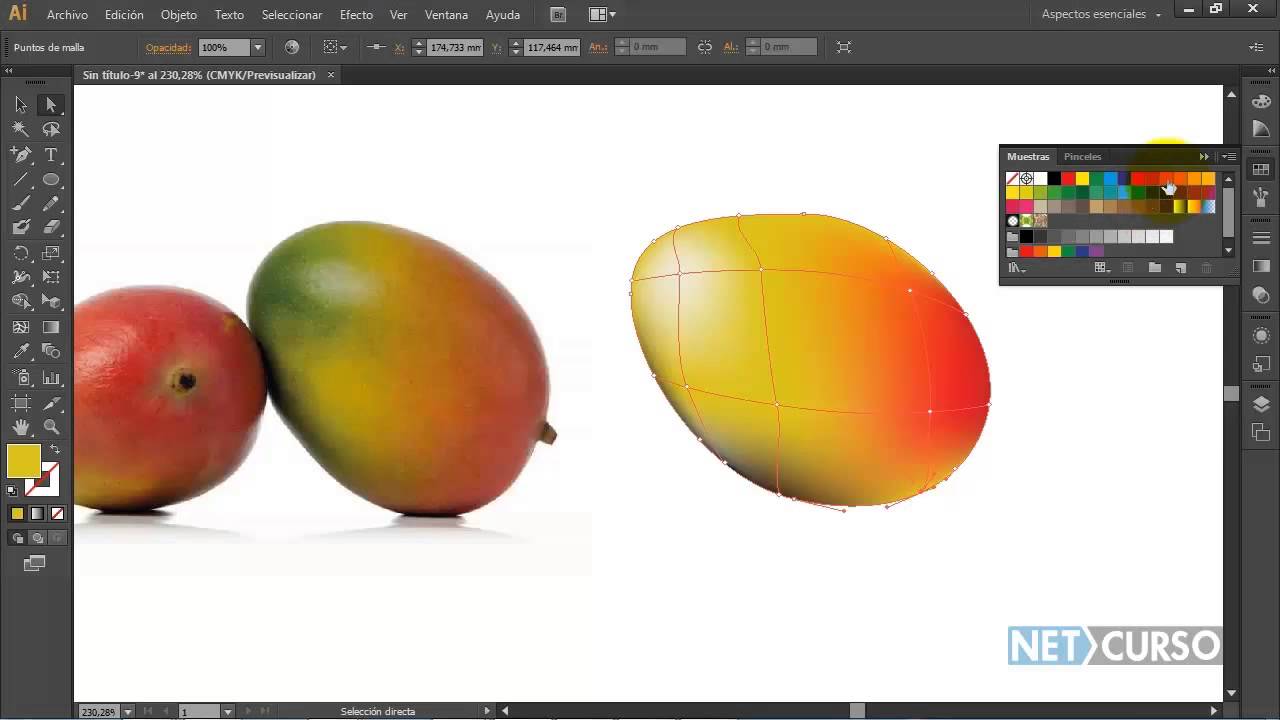 Ai Archivo Edición Objeto Texto Seleccionar Efecto Ver Ventana Ayuda Br Aspectos esenciales
Puntos de malla Opacidad: 100% X: 174,733 mm Y: 117,464 mm An.: 0 mm Al.: 0 mm
Sin título-9* al 230,28% (CMYK/Previsualizar)
Muestras Pinceles
NET CURSO
230,28% 1 Selección directa